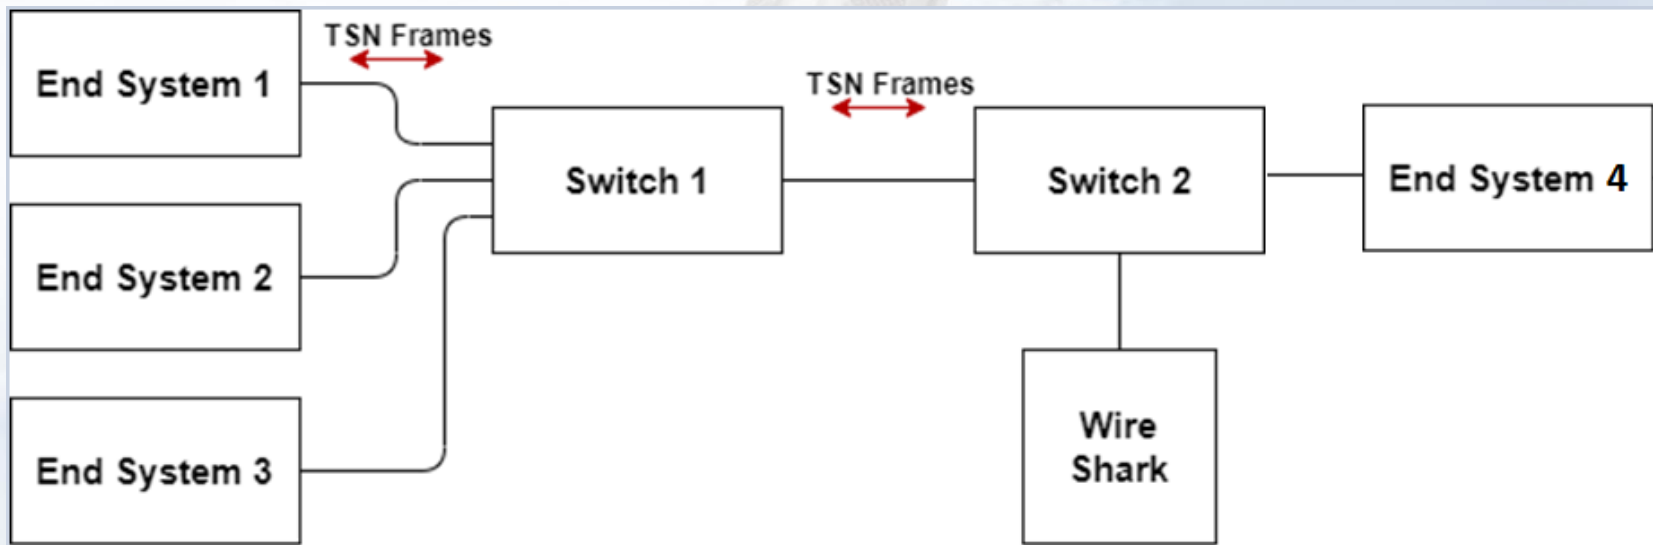 End System 1
TSN Frames
End System 2
End System 3
Switch 1
TSN Frames
Switch 2
End System 4
Wire
Shark